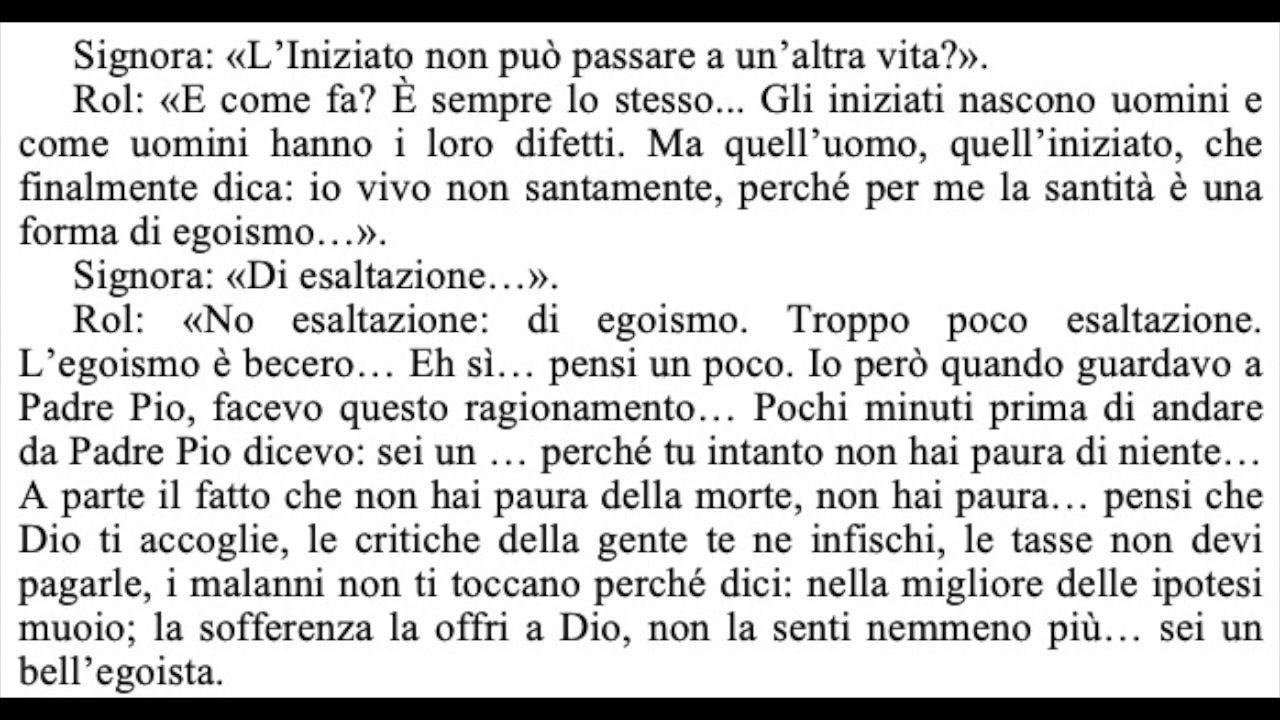 Signora: «L’Iniziato non può passare a un’altra vita?».
Rol: «E come fa? È sempre lo stesso... Gli iniziati nascono uomini e
come uomini hanno i loro difetti. Ma quell’uomo, quell’iniziato, che
finalmente dica: io vivo non santamente, perché per me la santità è una
forma di egoismo…».
Signora: «Di esaltazione…».
Rol: «No esaltazione: di egoismo. Troppo poco esaltazione.
L’egoismo è becero… Eh sì… pensi un poco. Io però quando guardavo a
Padre Pio, facevo questo ragionamento… Pochi minuti prima di andare
da Padre Pio dicevo: sei un … perché tu intanto non hai paura di niente…
A parte il fatto che non hai paura della morte, non hai paura… pensi che
Dio ti accoglie, le critiche della gente te ne infischi, le tasse non devi
pagarle, i malanni non ti toccano perché dici: nella migliore delle ipotesi
muoio; la sofferenza la offri a Dio, non la senti nemmeno più… sei un
bell’egoista.